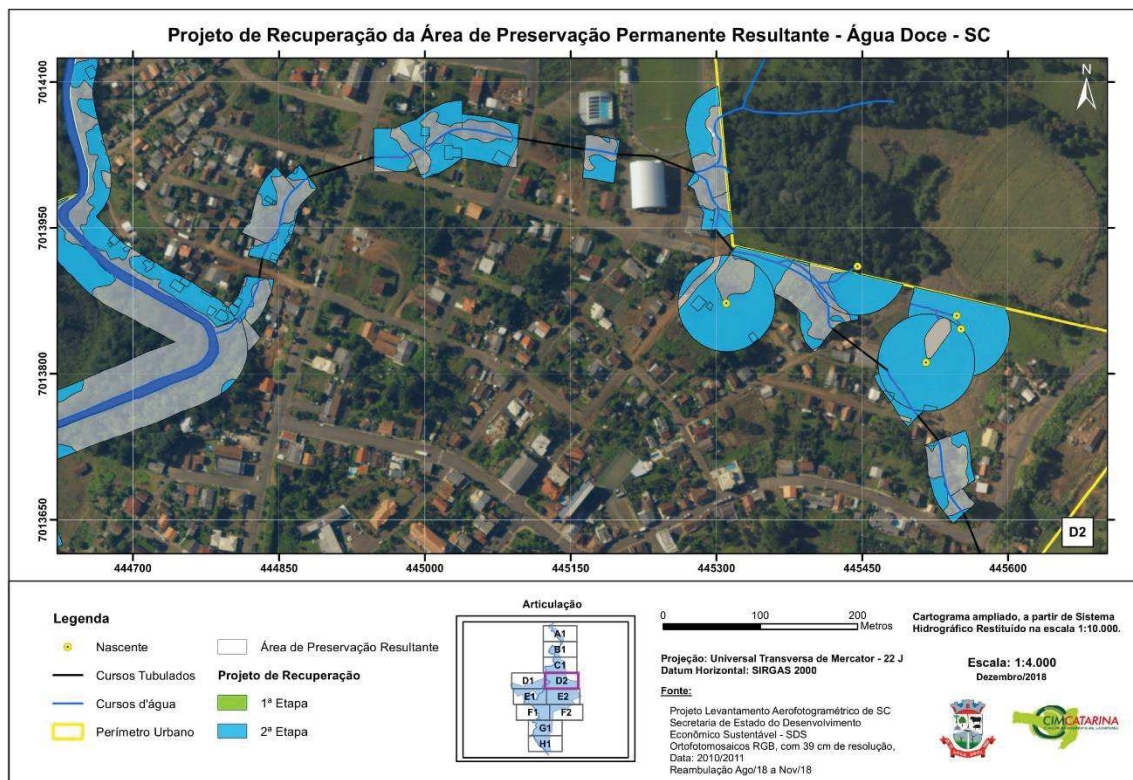 Projeto de Recuperação da Área de Preservação Permanente Resultante - Água Doce - SC
N
7014100
7013950
7013800
7013650
D2
444700
444850
445000
445150
445300
445450
445600
Legenda
Nascente
Cursos Tubulados
Cursos d'água
Perímetro Urbano
Área de Preservação Resultante
Projeto de Recuperação
1ª Etapa
2ª Etapa
Articulação
A1
B1
C1
D1
D2
E1
E2
F1
F2
G1
H1
0
100
200
Metros
Projeção: Universal Transversa de Mercator - 22 J
Datum Horizontal: SIRGAS 2000
Fonte:
Projeto Levantamento Aerofotogramétrico de SC
Secretaria de Estado do Desenvolvimento
Econômico Sustentável - SDS
Ortofotomosaicos RGB, com 39 cm de resolução,
Data: 2010/2011
Reambulação Ago/18 a Nov/18
Cartograma ampliado, a partir de Sistema
Hidrográfico Restituído na escala 1:10.000.
Escala: 1:4.000
Dezembro/2018
CIMCATARINA